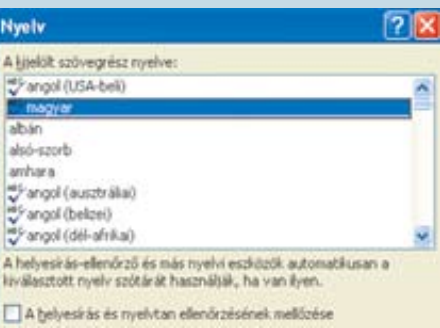 Nyelv
A kijelölt szövegrész nyelve:
angol (USA-beli)
magyar
albán
alsó-szorb
amhara
angol (ausztráliai)
angol (belizei)
angol (dél-afrikai)
A helyesírás-ellenőrző és más nyelvi eszközök automatikusan a
kiválasztott nyelv szótárát használják, ha van ilyen.
A helyesírás és nyelvtan ellenőrzésének mellőzése